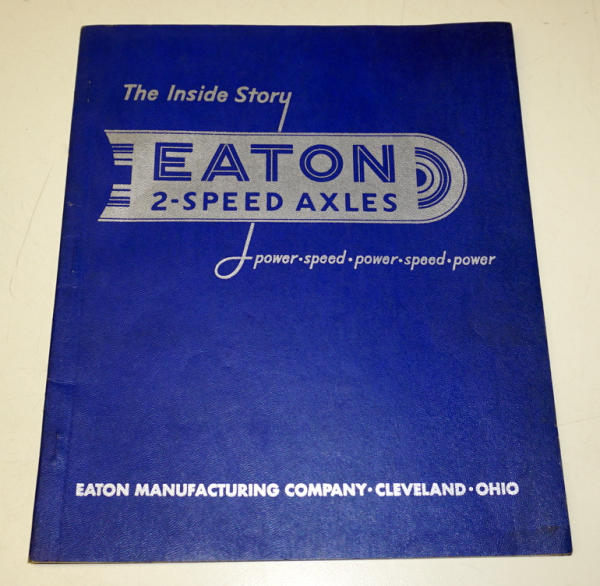 The Inside Story
EATON
2-SPEED AXLES
power·speed·power·speed·power
EATON MANUFACTURING COMPANY·CLEVELAND·OHIO